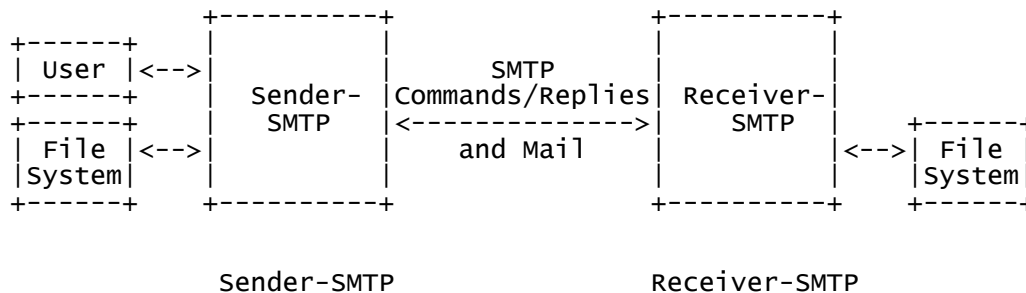 +----------+                +----------+
+------+    |          |                |          |
| User |<-->|          |      SMTP      |          |
+------+    |  Sender- |Commands/Replies| Receiver-|
+------+    |   SMTP   |<-------------->|    SMTP  |    +------+
| File |<-->|          |    and Mail    |          |<-->| File |
|System|    |          |                |          |    |System|
+------+    +----------+                +----------+    +------+
             Sender-SMTP                Receiver-SMTP